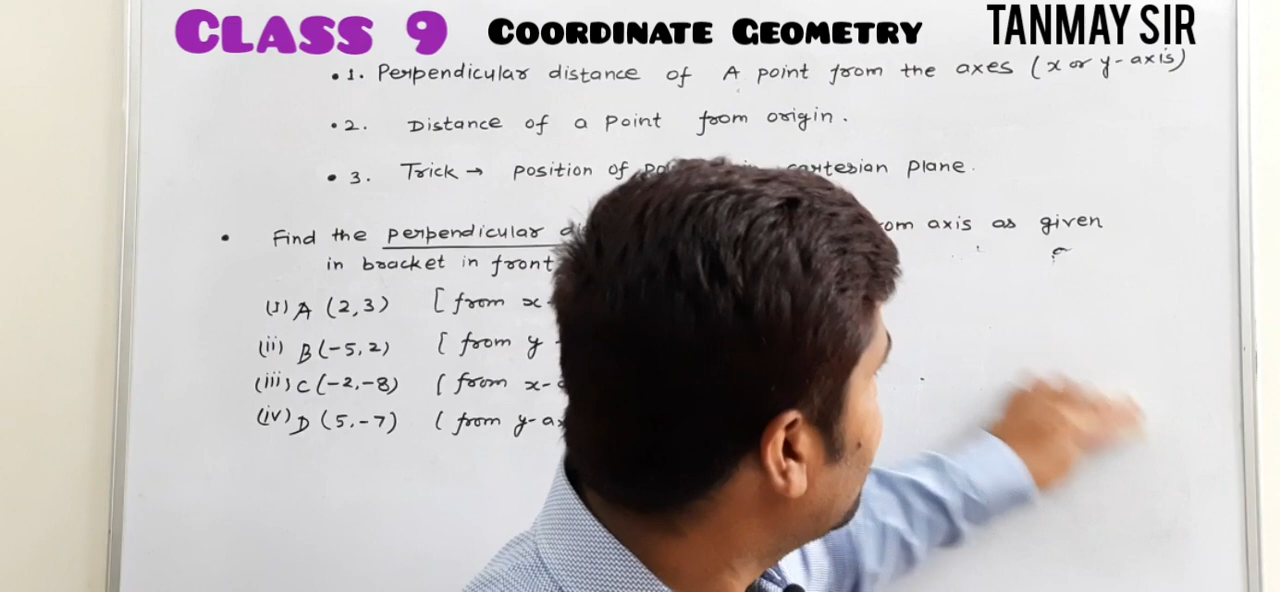 CLASS 9 COORDINATE GEOMETRY TANMAY SIR
• 1. Perpendicular distance of A point from the axes (x or y-axis)
• 2. Distance of a point from origin.
• 3. Trick → position of cartesian plane.
• Find the perpendicular from axis as given
in bracket in front
(i) A (2,3) [ from x-
(ii) B (-5,2) [ from y -
(iii) C (-2,-8) ( from x-
(iv) D (5,-7) ( from y-a